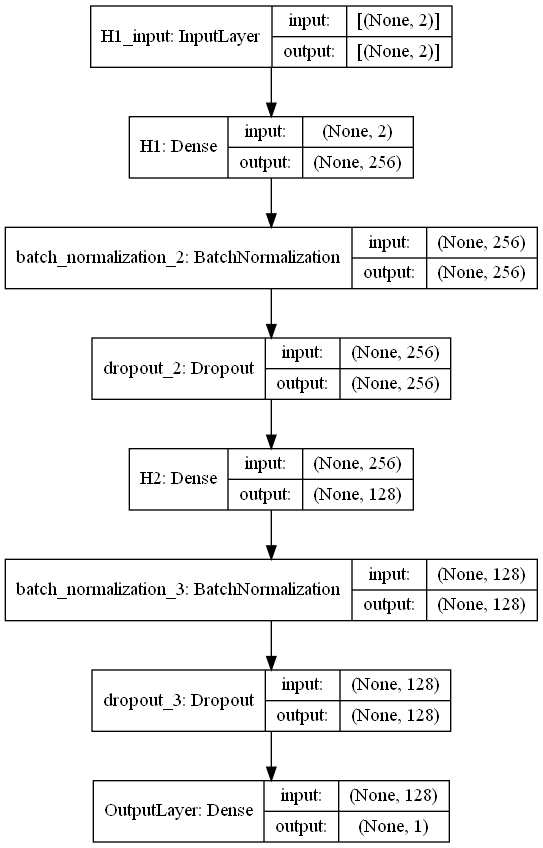 H1_input: InputLayer
input: [(None, 2)]
output: [(None, 2)]
H1: Dense
input: (None, 2)
output: (None, 256)
batch_normalization_2: BatchNormalization
input: (None, 256)
output: (None, 256)
dropout_2: Dropout
input: (None, 256)
output: (None, 256)
H2: Dense
input: (None, 256)
output: (None, 128)
batch_normalization_3: BatchNormalization
input: (None, 128)
output: (None, 128)
dropout_3: Dropout
input: (None, 128)
output: (None, 128)
OutputLayer: Dense
input: (None, 128)
output: (None, 1)